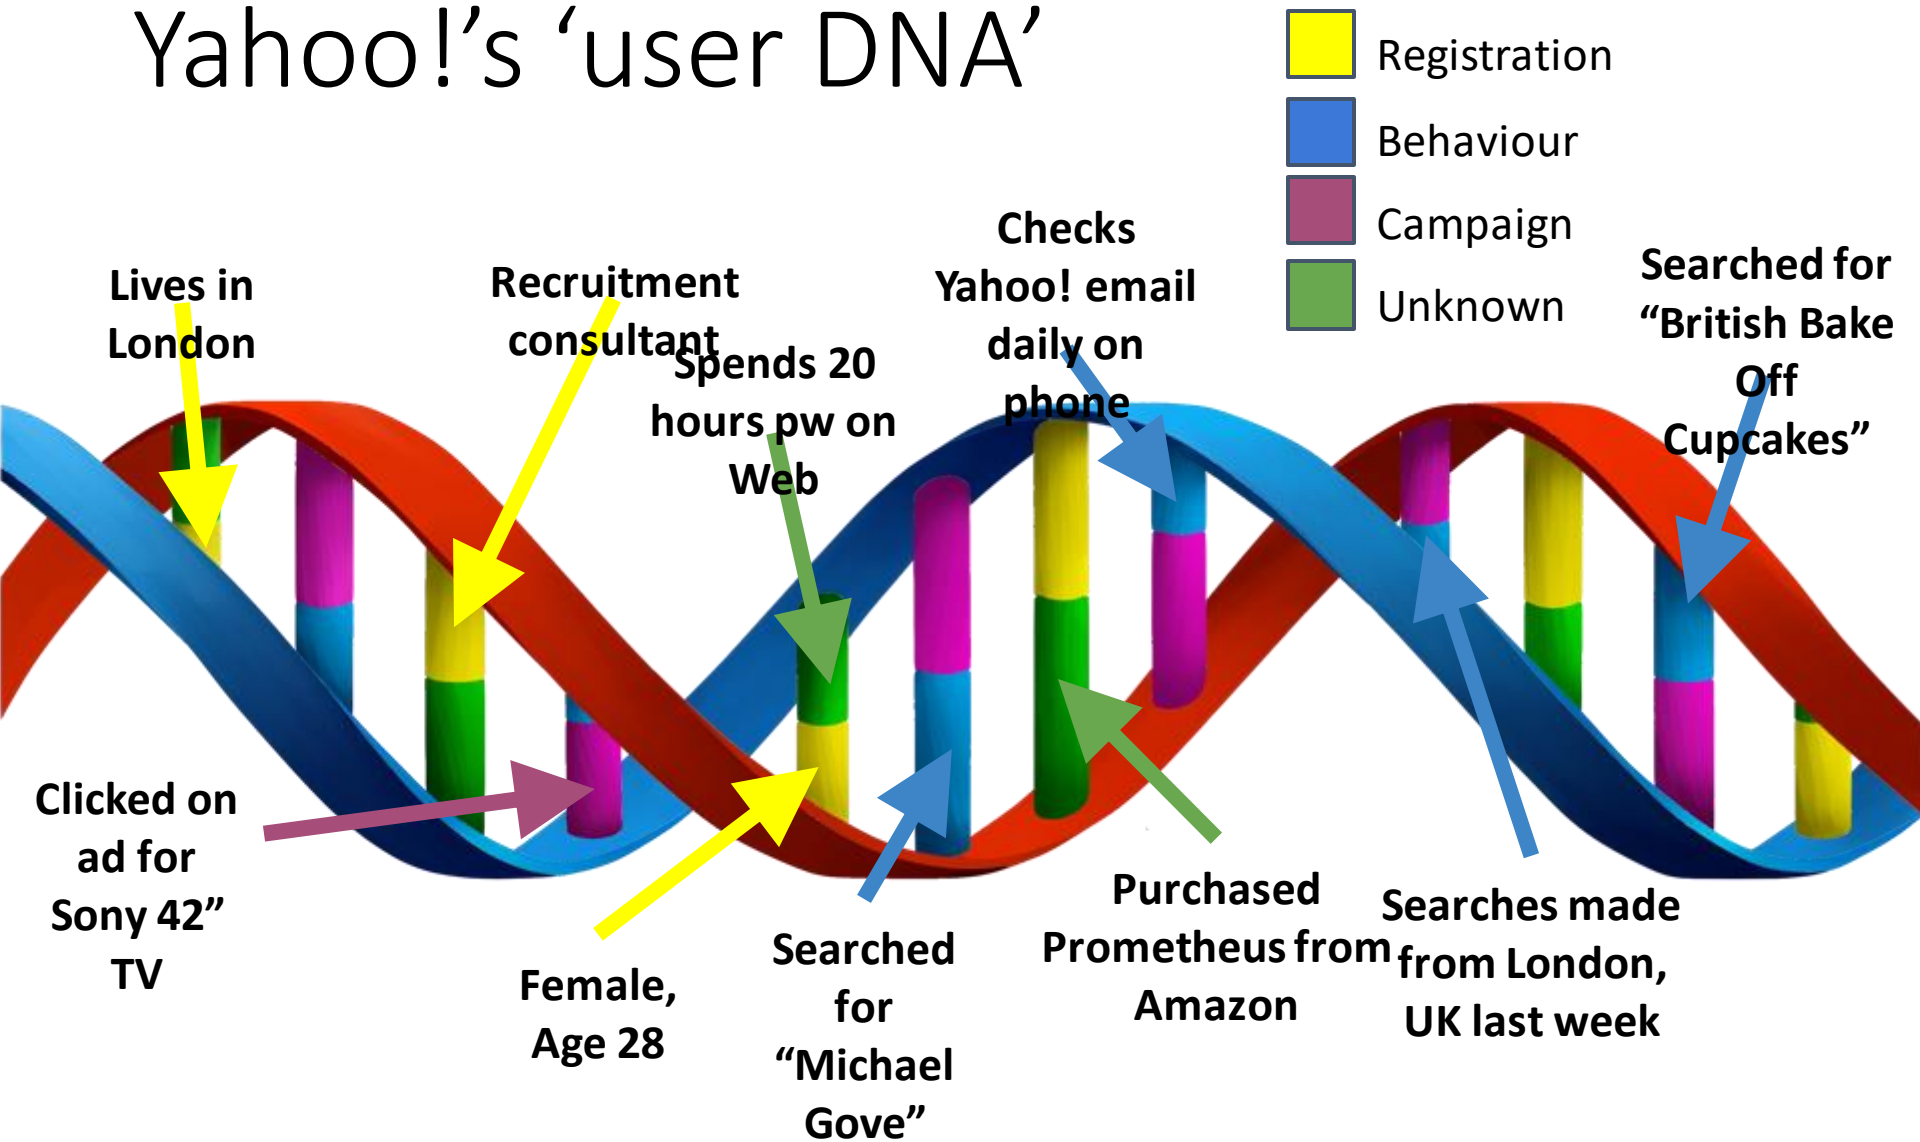 Yahoo!’s ‘user DNA’
Registration
Behaviour
Campaign
Unknown
Lives in
London
Recruitment
consultant
Spends 20
hours pw on
Web
Checks
Yahoo! email
daily on
phone
Searched for
“British Bake
Off
Cupcakes”
Clicked on
ad for
Sony 42”
TV
Female,
Age 28
Searched
for
“Michael
Gove”
Purchased
Prometheus from
Amazon
Searches made
from London,
UK last week